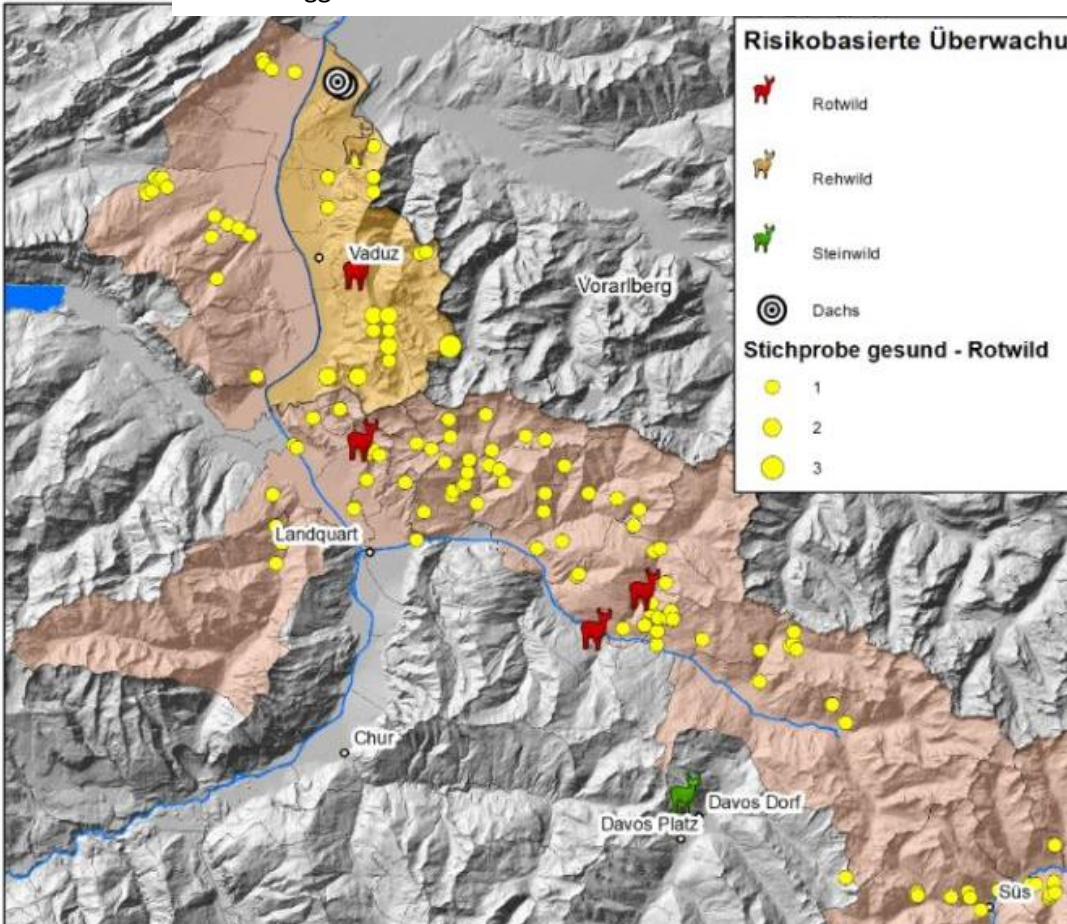 Risikobasierte Überwachu
Rotwild
Rehwild
Steinwild
Dachs
Stichprobe gesund - Rotwild
1
2
3
Vaduz
Vorarlberg
Landquart
Chur
Davos Dorf
Davos Platz
Süs